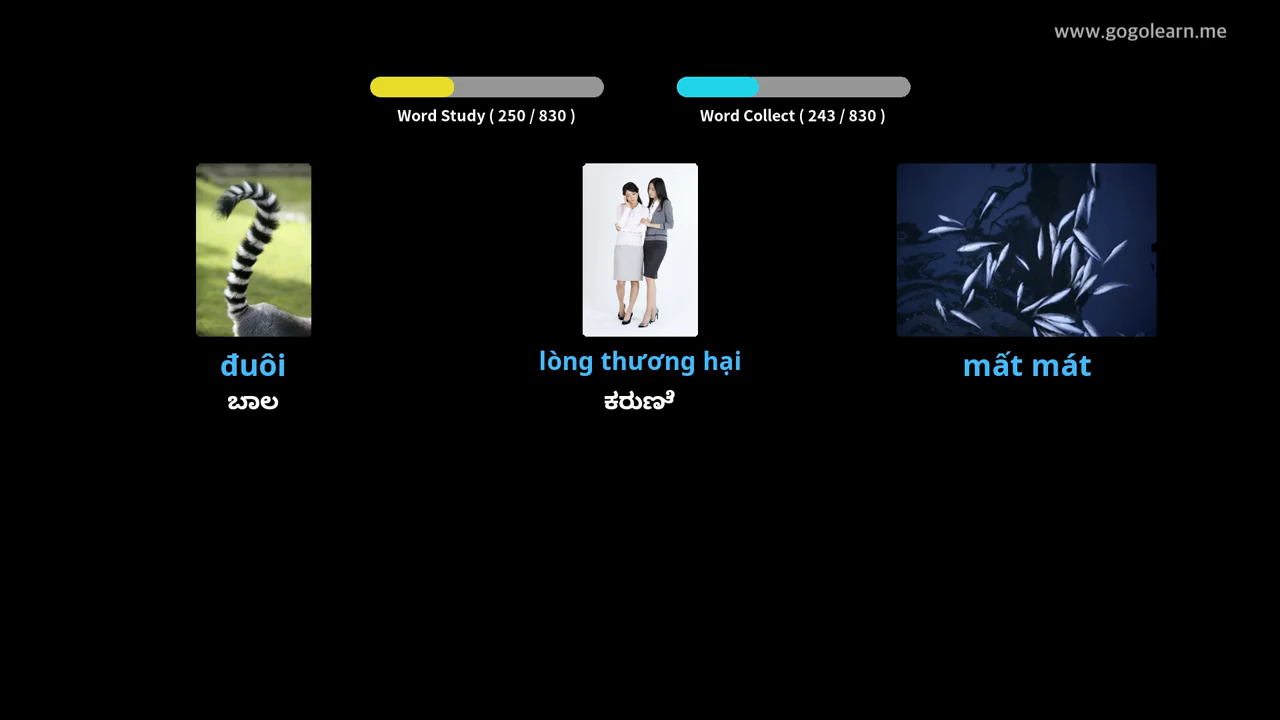 www.gogolearn.me
Word Study ( 250 / 830 )
Word Collect ( 243 / 830 )
đuôi
lòng thương hại
mất mát
ಬಾಲ
ಕರುಣೆ